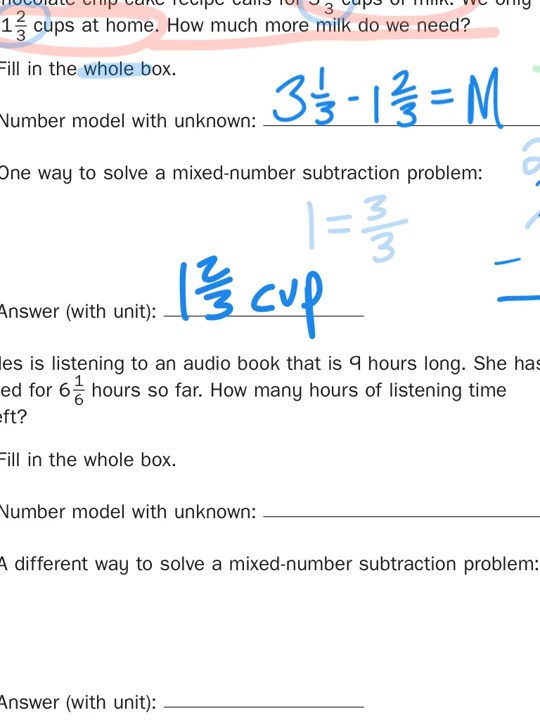 cups of milk. We only
1 2/3 cups at home. How much more milk do we need?
Fill in the whole box.
Number model with unknown: 3 1/3 - 1 2/3 = M
One way to solve a mixed-number subtraction problem:
1 = 3/3
Answer (with unit): 1 2/3 cup
les is listening to an audio book that is 9 hours long. She has
ed for 6 1/6 hours so far. How many hours of listening time
eft?
Fill in the whole box.
Number model with unknown:
A different way to solve a mixed-number subtraction problem:
Answer (with unit):